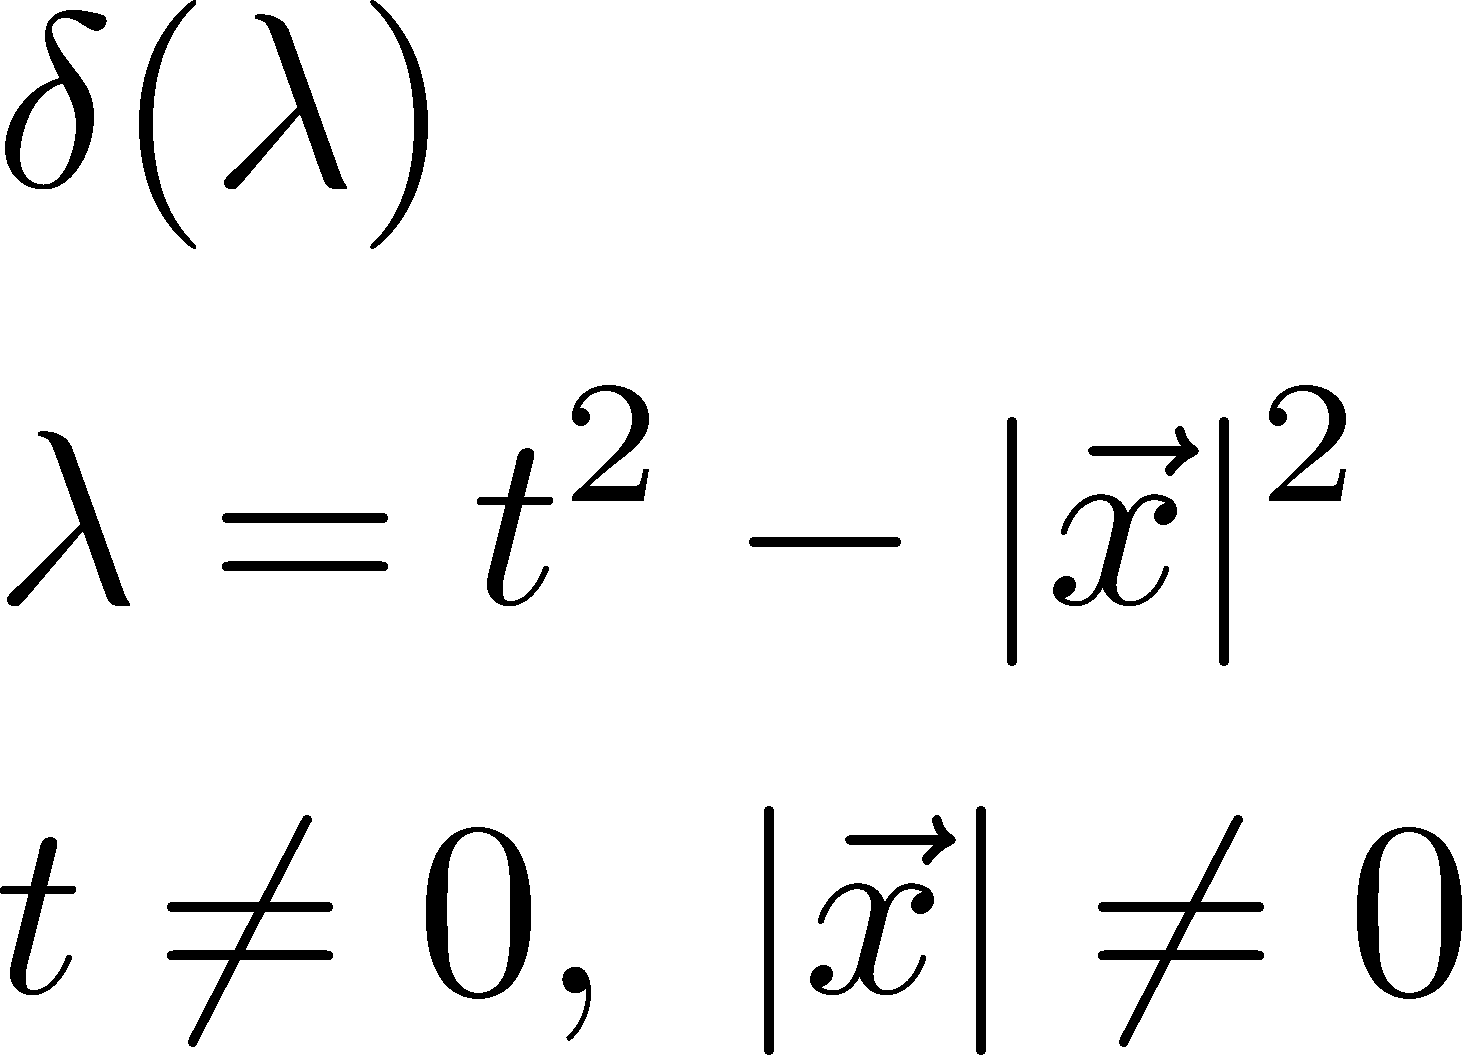 δ(λ)
λ = t² − |x⃗|²
t ≠ 0, |x⃗| ≠ 0